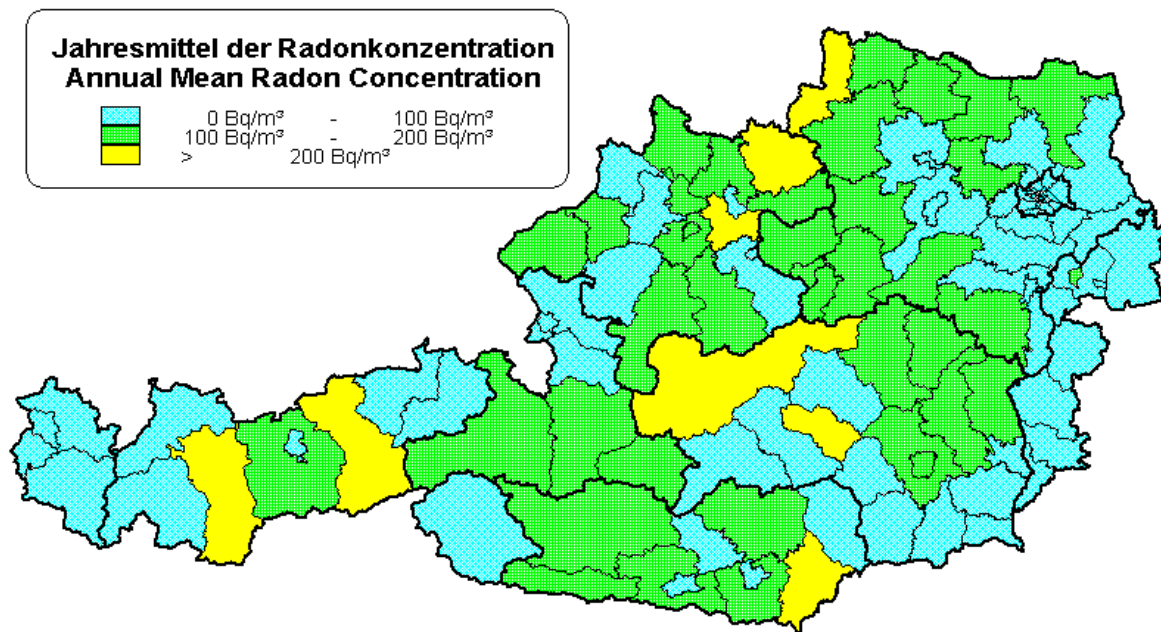 Jahresmittel der Radonkonzentration
Annual Mean Radon Concentration
0 Bq/m³ - 100 Bq/m³
100 Bq/m³ - 200 Bq/m³
> 200 Bq/m³